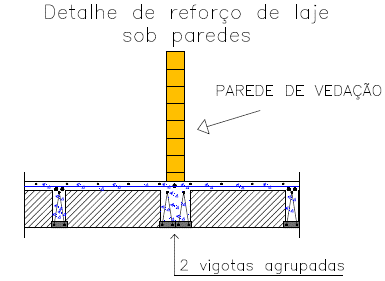 Detalhe de reforço de laje
sob paredes
PAREDE DE VEDAÇÃO
2 vigotas agrupadas